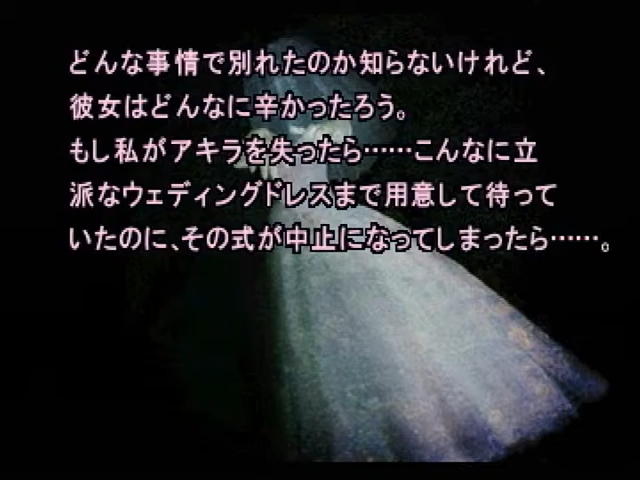 どんな事情で別れたのか知らないけれど、
彼女はどんなに辛かったろう。
もし私がアキラを失ったら……こんなに立
派なウェディングドレスまで用意して待って
いたのに、その式が中止になってしまったら……。